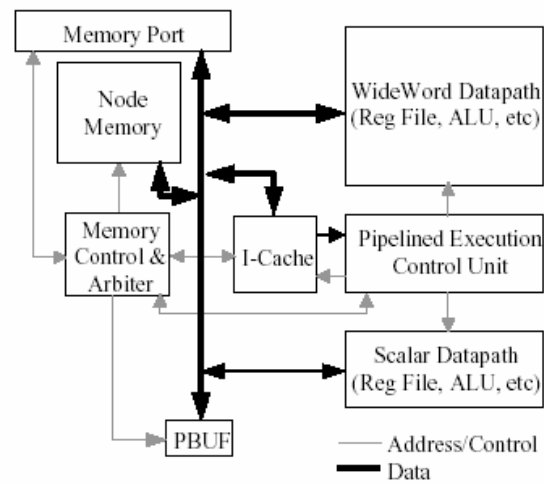 Memory Port
Node
Memory
WideWord Datapath
(Reg File, ALU, etc)
Memory
Control &
Arbiter
I-Cache
Pipelined Execution
Control Unit
Scalar Datapath
(Reg File, ALU, etc)
PBUF
Address/Control
Data